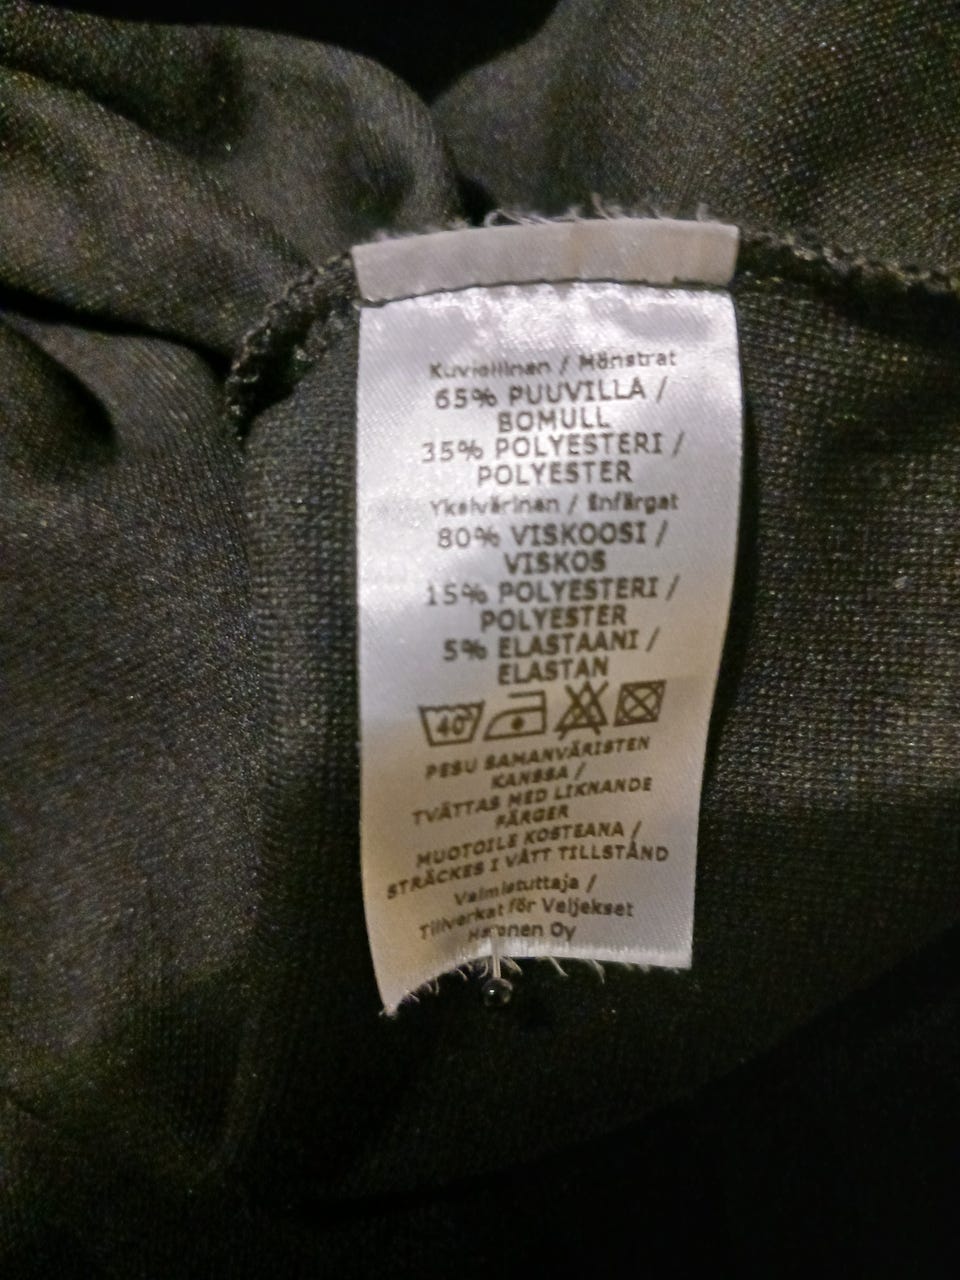 Kuviollinen / Mönstrat
65% PUUVILLA /
BOMULL
35% POLYESTERI /
POLYESTER
Yksivärinen / Enfärgat
80% VISKOOSI /
VISKOS
15% POLYESTERI /
POLYESTER
5% ELASTAANI /
ELASTAN
40°
PESU SAMANVÄRISTEN
KANSSA /
TVÄTTAS MED LIKNANDE
FÄRGER
MUOTOILE KOSTEANA /
STRÄCKES I VÅTT TILLSTÅND
Valmistuttaja /
Tillverkat för Veljekset
Oy